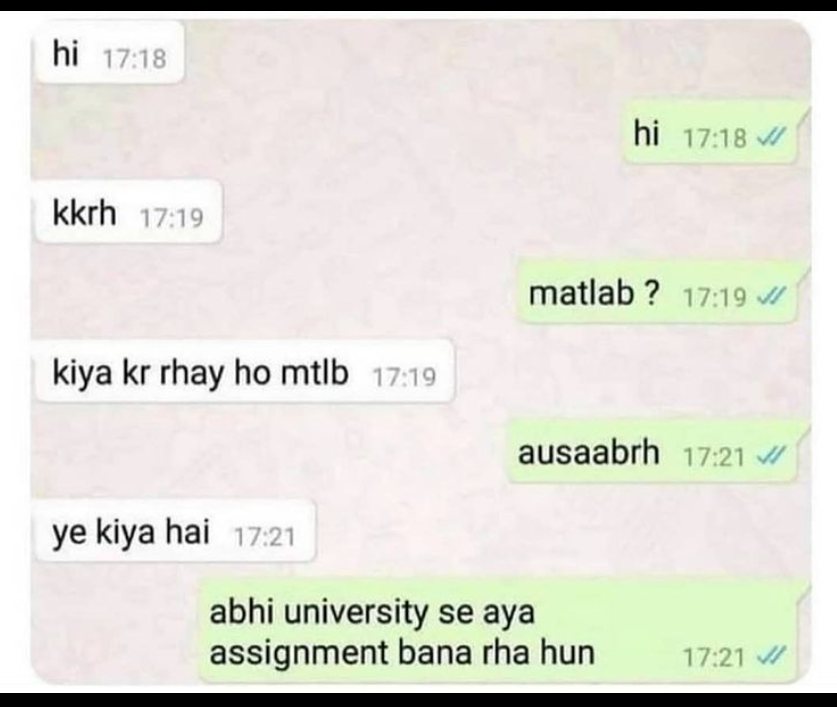 hi 17:18
hi 17:18
kkrh 17:19
matlab ? 17:19
kiya kr rhay ho mtlb 17:19
ausaabrh 17:21
ye kiya hai 17:21
abhi university se aya
assignment bana rha hun 17:21